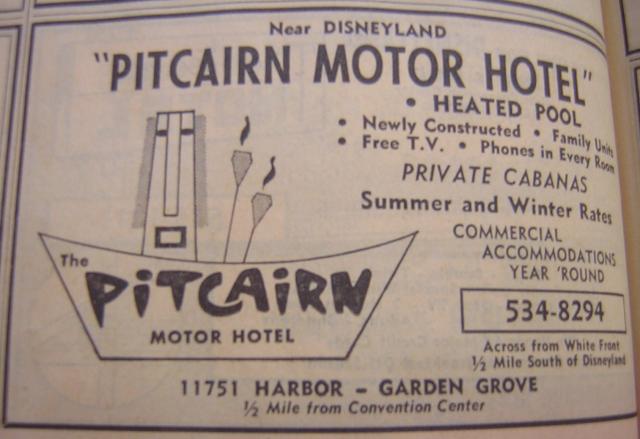 Near DISNEYLAND
"PITCAIRN MOTOR HOTEL"
• HEATED POOL
• Newly Constructed • Family Units
• Free T.V. • Phones in Every Room
PRIVATE CABANAS
Summer and Winter Rates
COMMERCIAL
ACCOMMODATIONS
YEAR 'ROUND
534-8294
Across from White Front
½ Mile South of Disneyland
The
PiTCAiRN
MOTOR HOTEL
11751 HARBOR – GARDEN GROVE
½ Mile from Convention Center